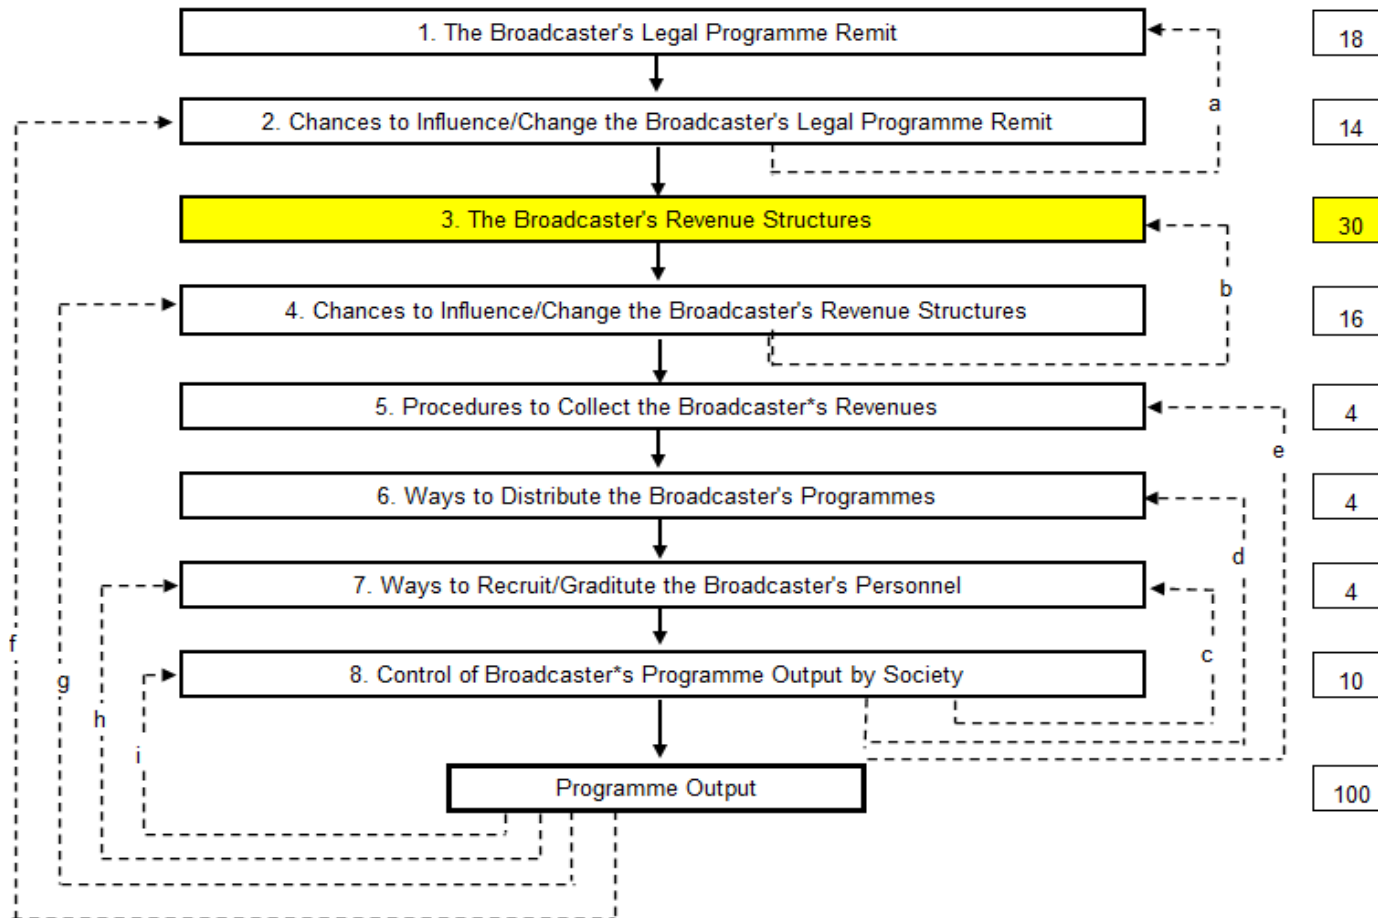 1. The Broadcaster's Legal Programme Remit
18
a
2. Chances to Influence/Change the Broadcaster's Legal Programme Remit
14
3. The Broadcaster's Revenue Structures
30
b
4. Chances to Influence/Change the Broadcaster's Revenue Structures
16
5. Procedures to Collect the Broadcaster*s Revenues
4
e
6. Ways to Distribute the Broadcaster's Programmes
4
d
7. Ways to Recruit/Graditute the Broadcaster's Personnel
4
f
c
8. Control of Broadcaster*s Programme Output by Society
10
g
h
i
Programme Output
100